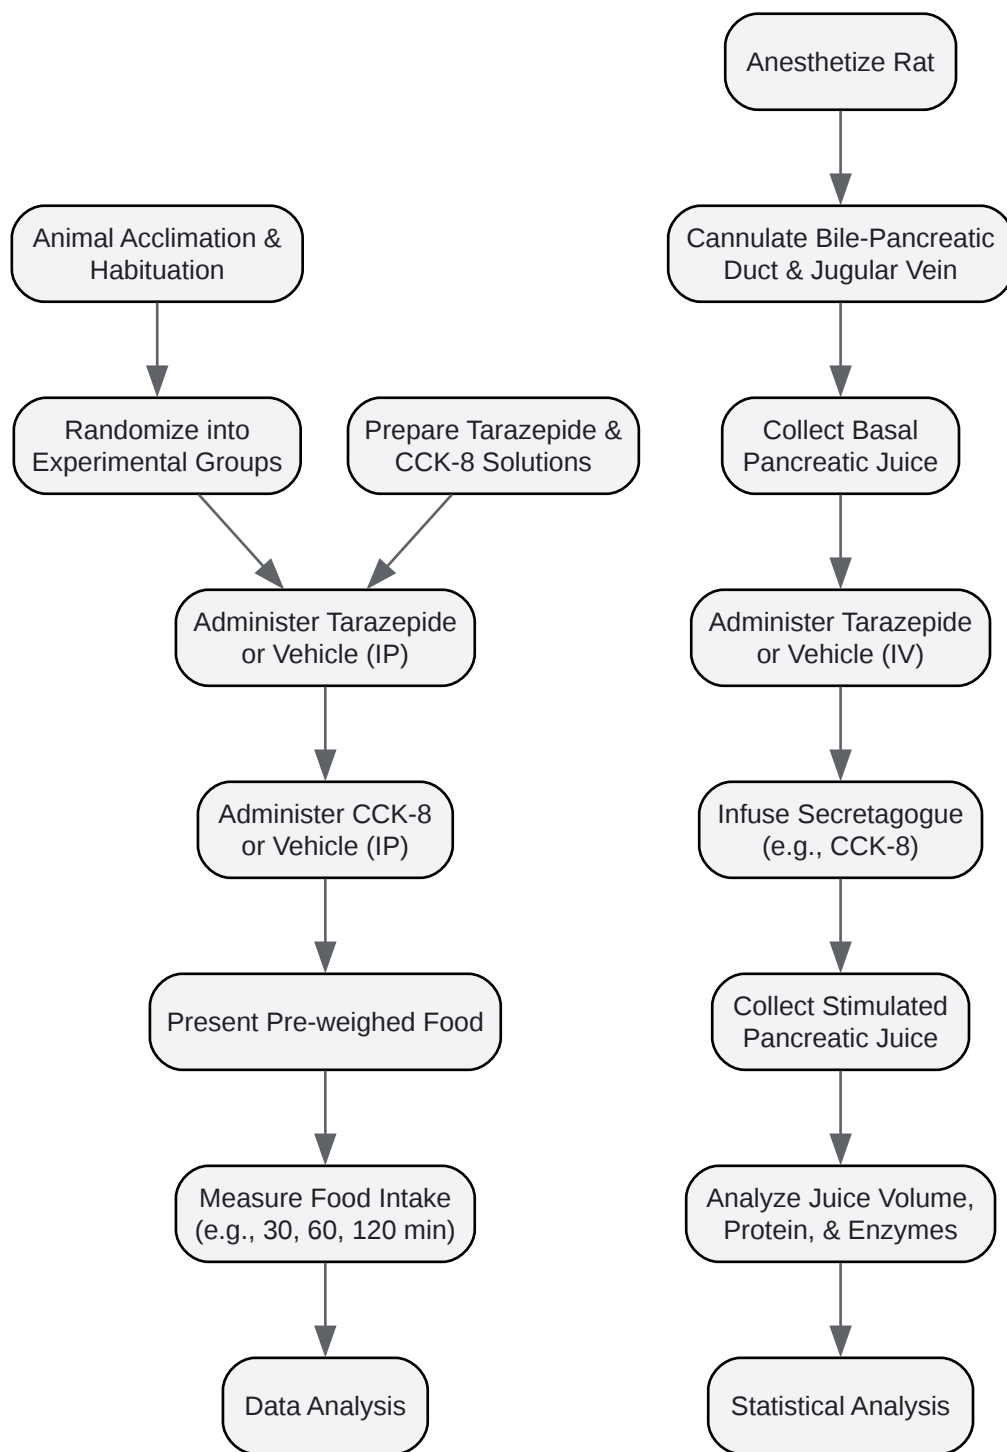 Anesthetize Rat
Animal Acclimation &
Habituation
Cannulate Bile-Pancreatic
Duct & Jugular Vein
Randomize into
Experimental Groups
Prepare Tarazepide &
CCK-8 Solutions
Collect Basal
Pancreatic Juice
Administer Tarazepide
or Vehicle (IP)
Administer Tarazepide
or Vehicle (IV)
Administer CCK-8
or Vehicle (IP)
Infuse Secretagogue
(e.g., CCK-8)
Present Pre-weighed Food
Collect Stimulated
Pancreatic Juice
Measure Food Intake
(e.g., 30, 60, 120 min)
Analyze Juice Volume,
Protein, & Enzymes
Data Analysis
Statistical Analysis